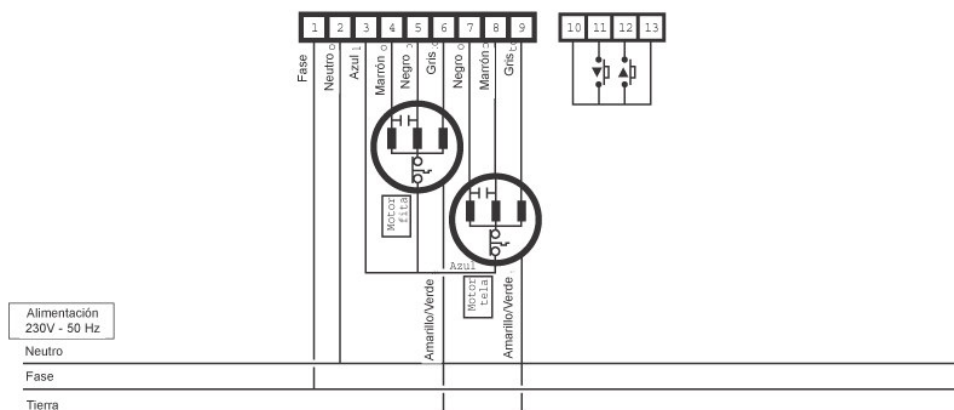 1 2 3 4 5 6 7 8 9
10 11 12 13
Fase
Neutro
Azul
Marrón
Negro
Gris
Negro
Marrón
Gris
Motor
fita
Azul
Motor
tela
Amarillo/Verde
Amarillo/Verde
Alimentación
230V - 50 Hz
Neutro
Fase
Tierra